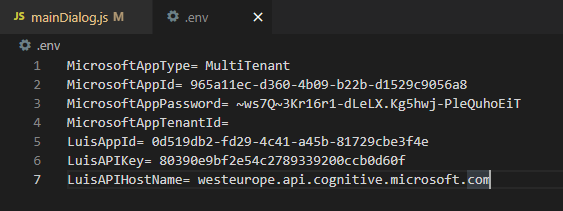 JS mainDialog.js .env
.env
1 MicrosoftAppType= MultiTenant
2 MicrosoftAppId= 965a11ec-d360-4b09-b22b-d1529c9056a8
3 MicrosoftAppPassword= ~ws7Q~3Kr16r1-dLeLX.Kg5hwj-PleQuhoEiT
4 MicrosoftAppTenantId=
5 LuisAppId= 0d519db2-fd29-4c41-a45b-81729cbe3f4e
6 LuisAPIKey= 80390e9bf2e54c2789339200ccb0d60f
7 LuisAPIHostName= westeurope.api.cognitive.microsoft.com